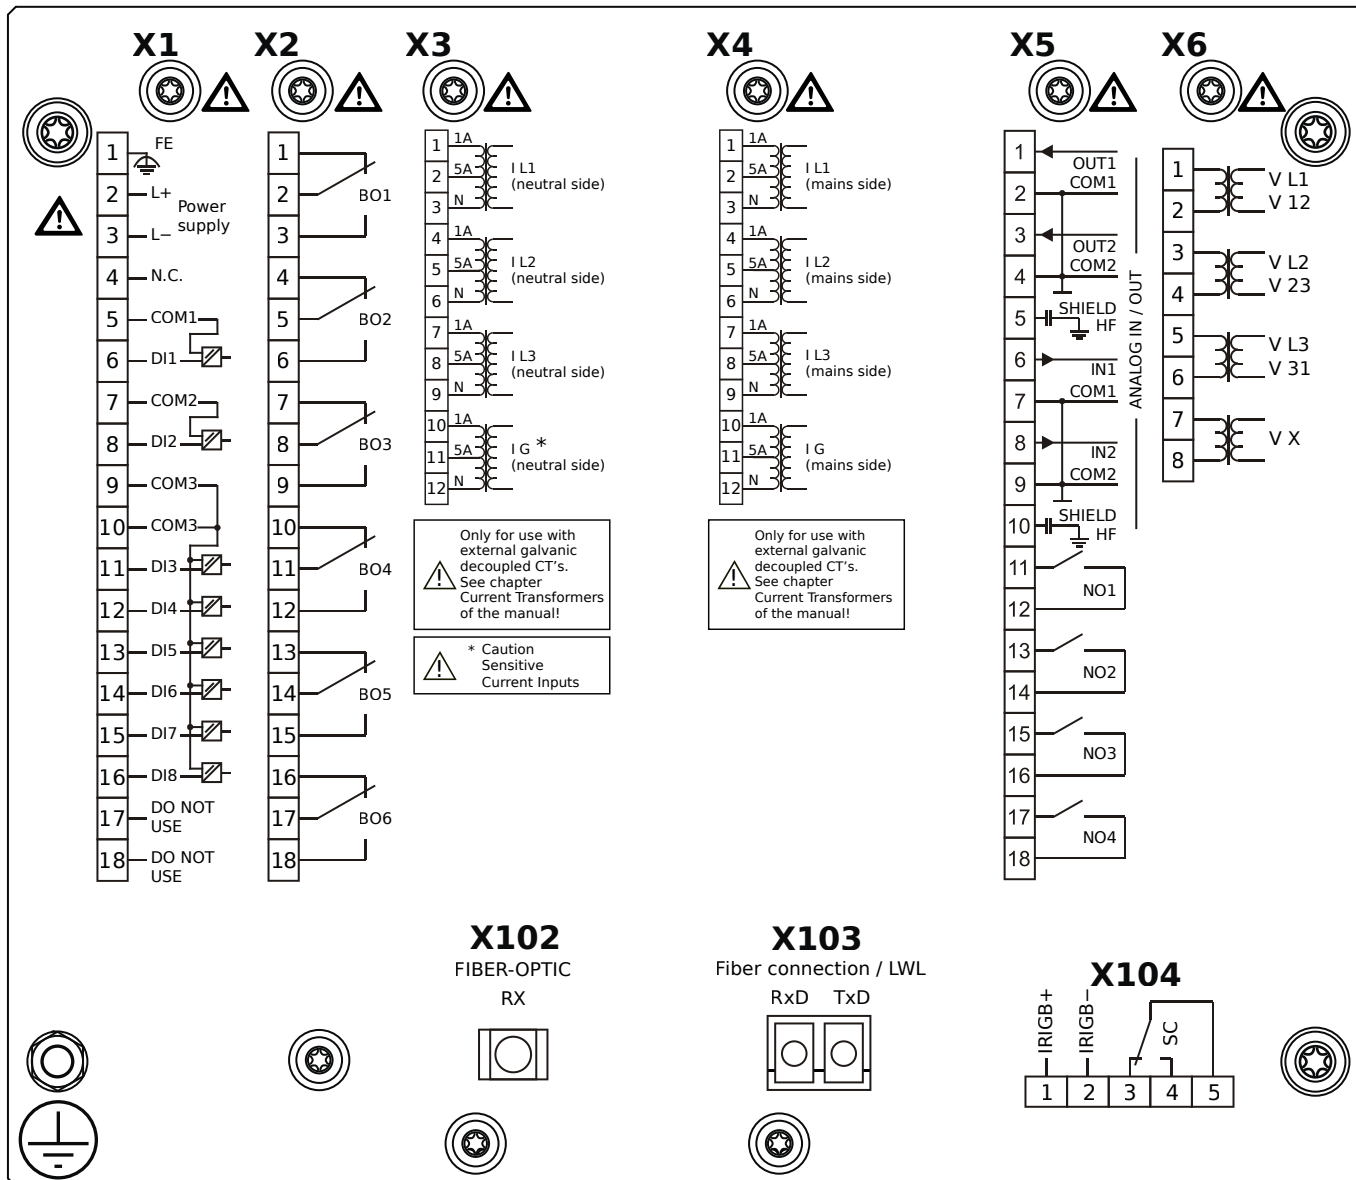 X1
X2
X3
X4
X5
X6
1 FE
2 L+ Power
supply
3 L−
4 N.C.
5 COM1
6 DI1
7 COM2
8 DI2
9 COM3
10 COM3
11 DI3
12 DI4
13 DI5
14 DI6
15 DI7
16 DI8
17 DO NOT
USE
18 DO NOT
USE
1
2 BO1
3
4
5 BO2
6
7
8 BO3
9
10
11 BO4
12
13
14 BO5
15
16
17 BO6
18
1 1A
2 5A I L1
(neutral side)
3 N
4 1A
5 5A I L2
(neutral side)
6 N
7 1A
8 5A I L3
(neutral side)
9 N
10 1A
11 5A I G *
(neutral side)
12 N
Only for use with
external galvanic
decoupled CT's.
See chapter
Current Transformers
of the manual!
* Caution
Sensitive
Current Inputs
1 1A
2 5A I L1
(mains side)
3 N
4 1A
5 5A I L2
(mains side)
6 N
7 1A
8 5A I L3
(mains side)
9 N
10 1A
11 5A I G
(mains side)
12 N
Only for use with
external galvanic
decoupled CT's.
See chapter
Current Transformers
of the manual!
1 OUT1
2 COM1
3 OUT2
4 COM2
5 SHIELD
HF
6 IN1
7 COM1
8 IN2
9 COM2
10 SHIELD
HF
ANALOG IN / OUT
11
NO1
12
13
NO2
14
15
NO3
16
17
NO4
18
1 V L1
2 V 12
3 V L2
4 V 23
5 V L3
6 V 31
7 V X
8
X102
FIBER-OPTIC
RX
X103
Fiber connection / LWL
RxD TxD
X104
IRIGB+
IRIGB−
SC
1 2 3 4 5